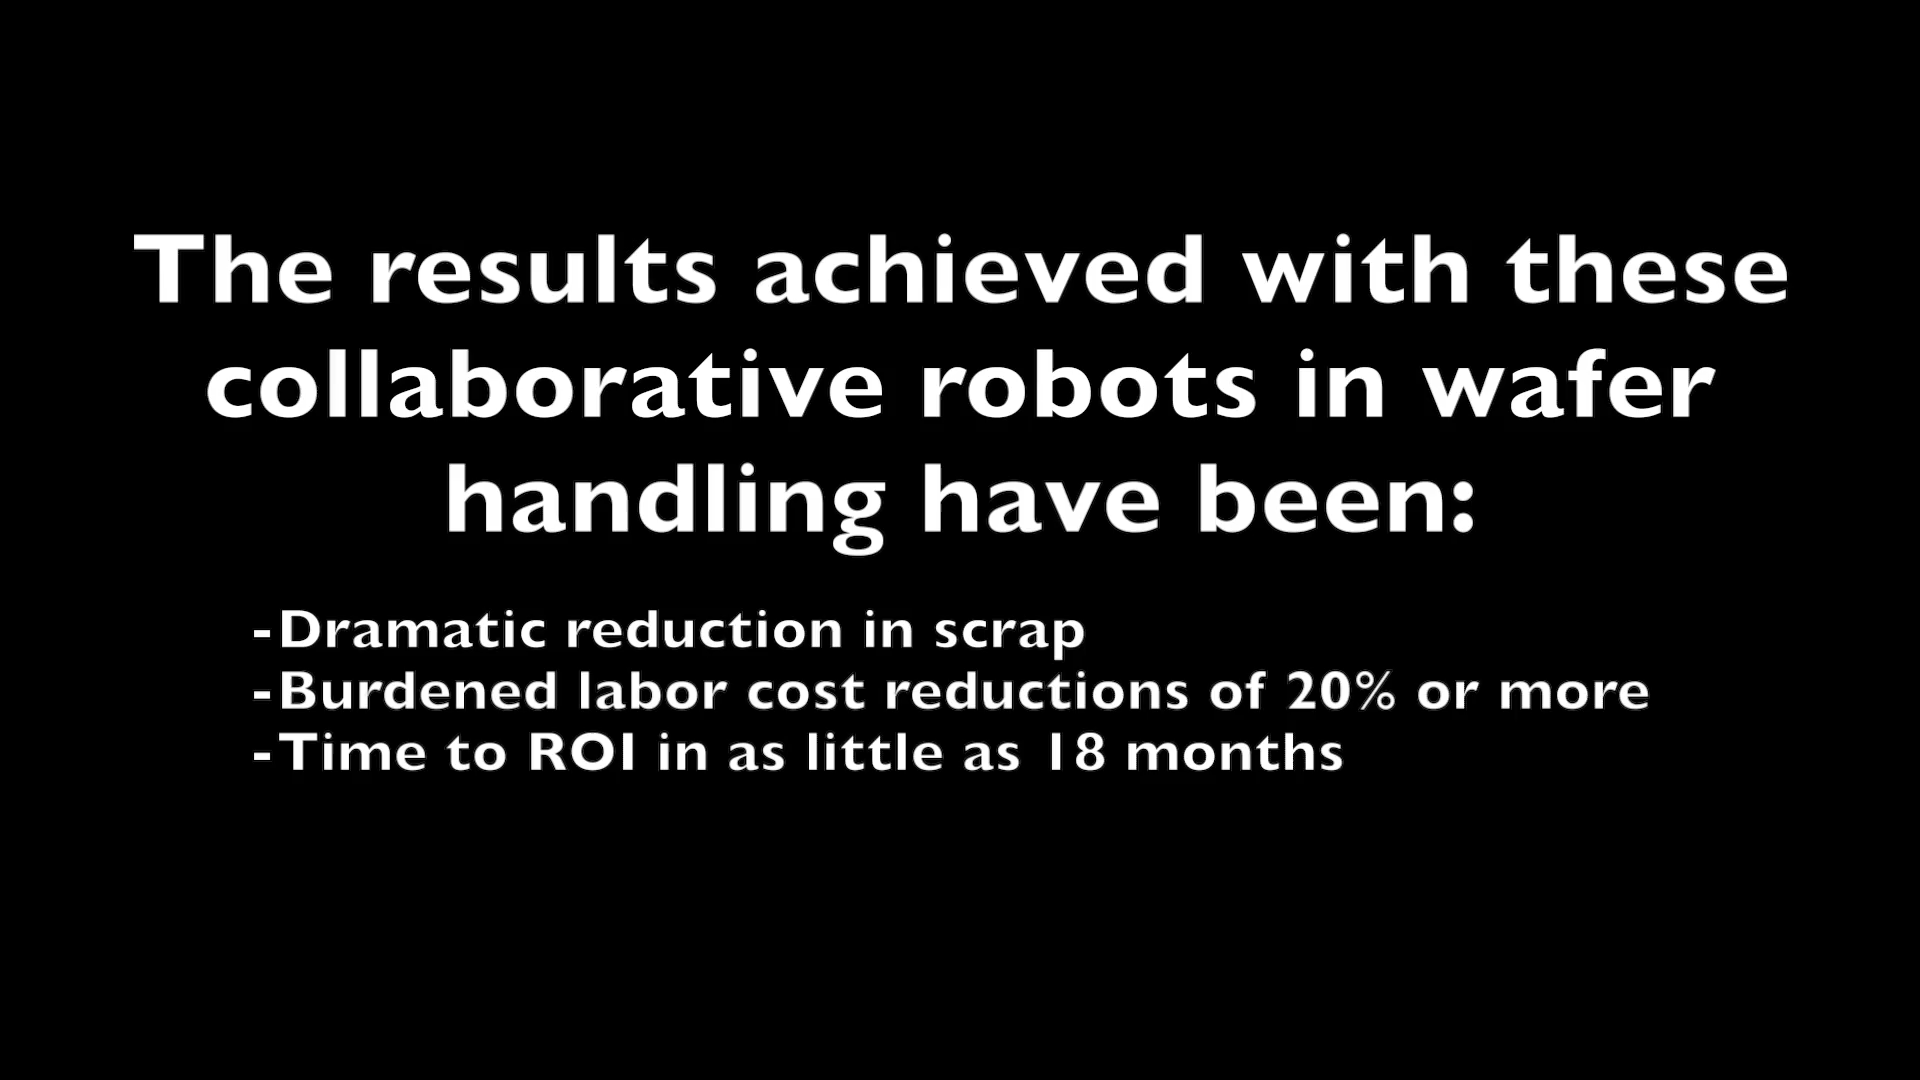 The results achieved with these
collaborative robots in wafer
handling have been:
-Dramatic reduction in scrap
-Burdened labor cost reductions of 20% or more
-Time to ROI in as little as 18 months